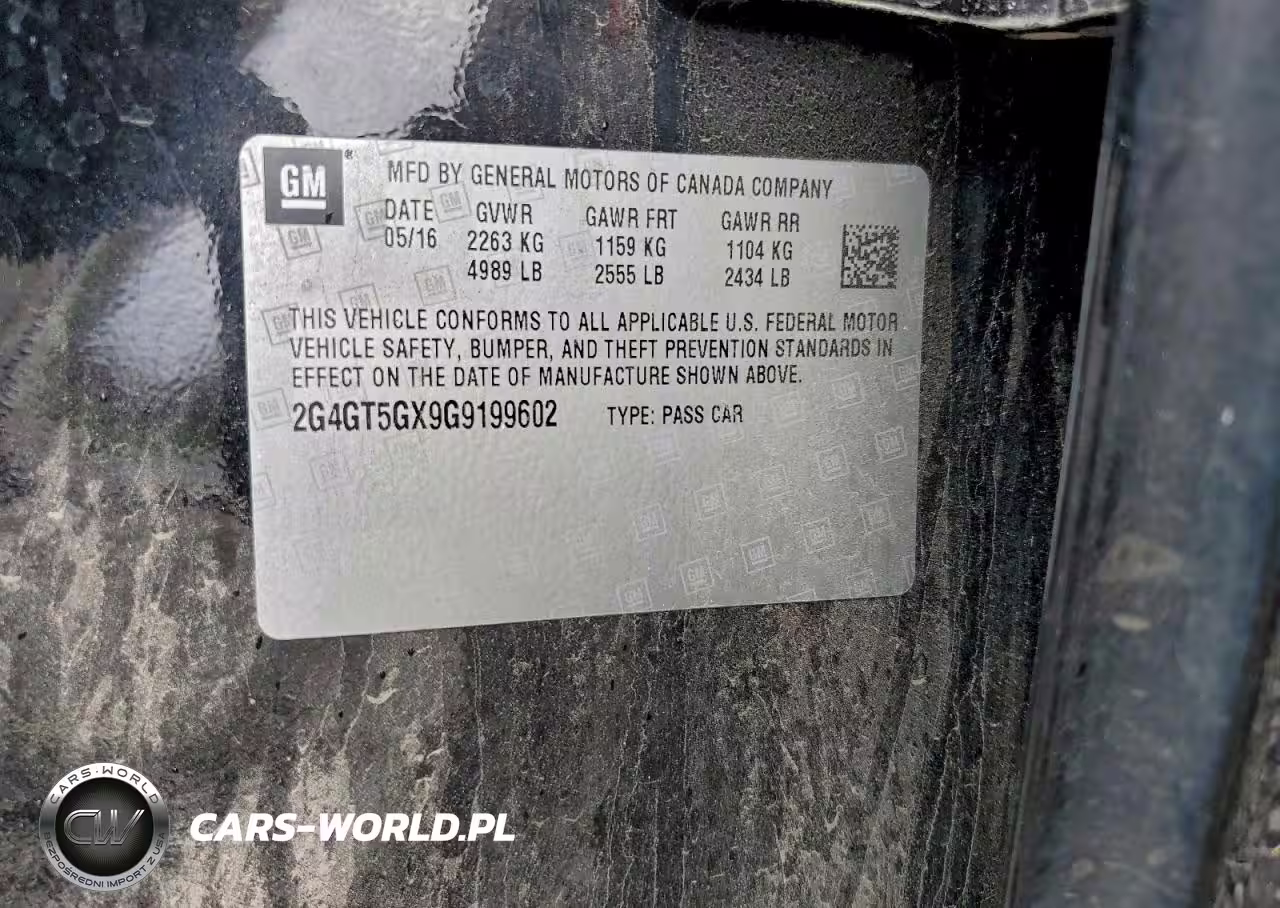 GM
MFD BY GENERAL MOTORS OF CANADA COMPANY
DATE GVWR GAWR FRT GAWR RR
05/16 2263 KG 1159 KG 1104 KG
4989 LB 2555 LB 2434 LB
THIS VEHICLE CONFORMS TO ALL APPLICABLE U.S. FEDERAL MOTOR
VEHICLE SAFETY, BUMPER, AND THEFT PREVENTION STANDARDS IN
EFFECT ON THE DATE OF MANUFACTURE SHOWN ABOVE.
2G4GT5GX9G9199602 TYPE: PASS CAR
CARS-WORLD
CW
BEZPOŚREDNI IMPORT Z USA
CARS-WORLD.PL